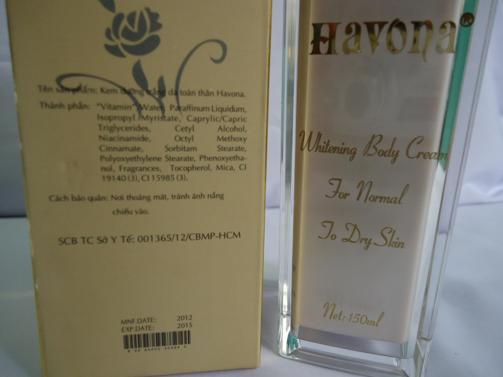 Tên sản phẩm: Kem dưỡng trắng da toàn thân Havona.
Thành phần: "Vitamin", Water, Paraffinum Liquidum,
Isopropyl Myristate, Caprylic/Capric
Triglycerides, Cetyl Alcohol,
Niacinamide, Octyl Methoxy
Cinnamate, Sorbitam Stearate,
Polyoxyethylene Stearate, Phenoxyetha-
nol, Fragrances, Tocopherol, Mica, CI
19140 (3), CI 15985 (3).
Cách bảo quản: Nơi thoáng mát, tránh ánh nắng
chiếu vào.
SCB TC Sở Y Tế: 001365/12/CBMP-HCM
MNF.DATE: 2012
EXP.DATE: 2015
Havona®
Whitening Body Cream
For Normal
To Dry Skin
Net: 150ml